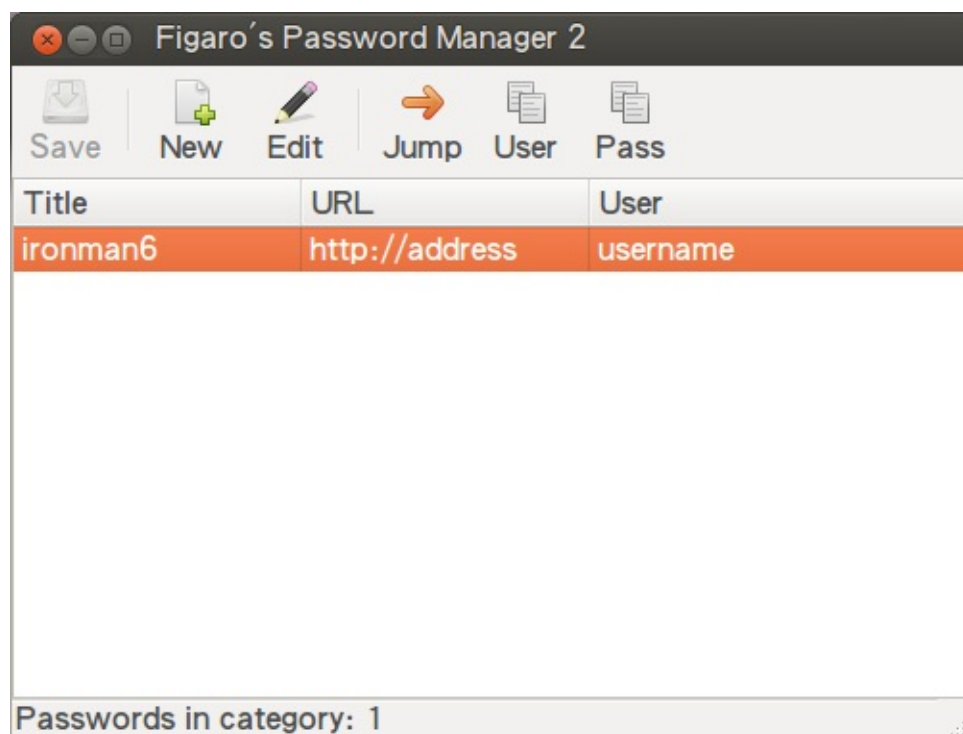 Figaro´s Password Manager 2
Save New Edit Jump User Pass
Title URL User
ironman6 http://address username
Passwords in category: 1